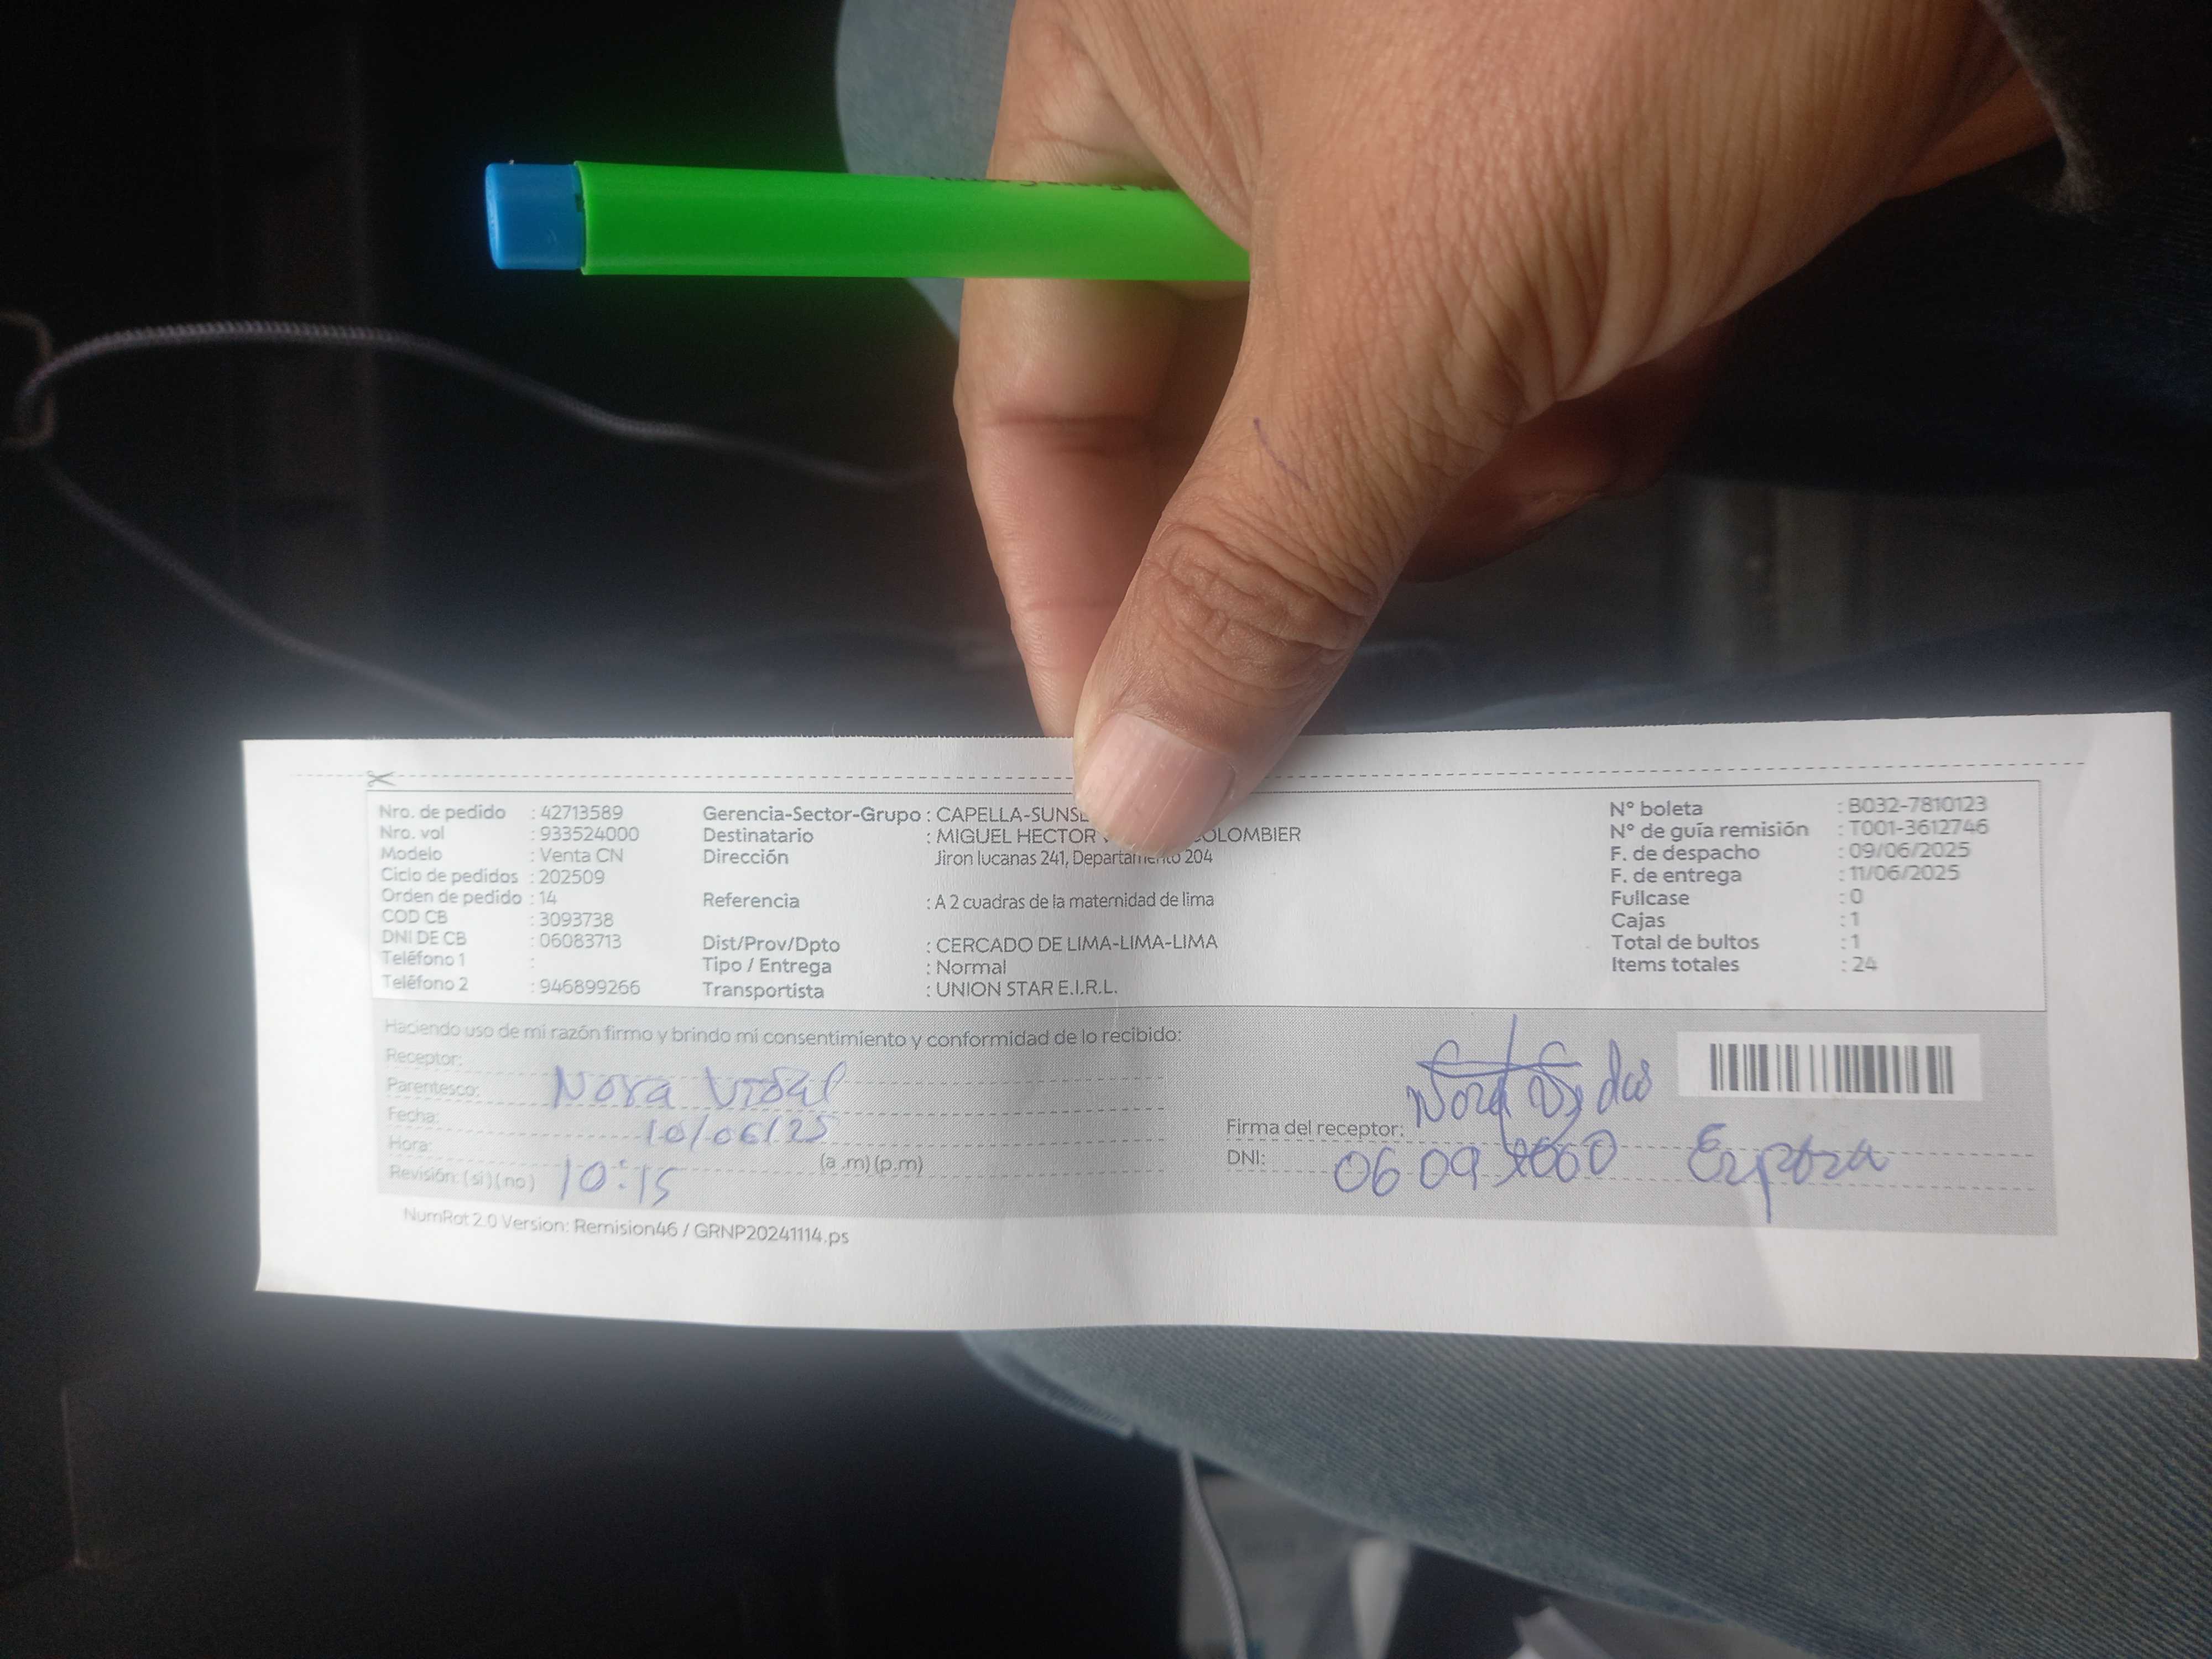 Nro. de pedido : 42713589
Nro. vol : 933524000
Modelo : Venta CN
Ciclo de pedidos : 202509
Orden de pedido : 14
COD CB : 3093738
DNI DE CB : 06083713
Teléfono 1 :
Teléfono 2 : 946899266
Gerencia-Sector-Grupo : CAPELLA-
Destinatario : MIGUEL HECTOR
Dirección Jiron lucanas 241, Departamento 204
Referencia : A 2 cuadras de la maternidad de lima
Dist/Prov/Dpto : CERCADO DE LIMA-LIMA-LIMA
Tipo / Entrega : Normal
Transportista : UNION STAR E.I.R.L.
N° boleta : B032-7810123
N° de guía remisión : T001-3612746
F. de despacho : 09/06/2025
F. de entrega : 11/06/2025
Fullcase : 0
Cajas : 1
Total de bultos : 1
Items totales : 24
Haciendo uso de mi razón firmo y brindo mi consentimiento y conformidad de lo recibido:
Receptor:
Parentesco: Nora Vidal
Fecha: 10/06/25
Hora: (a .m) (p.m)
Revisión: (si) (no) 10:15
Firma del receptor: Nora
DNI: 06 09
NumRot 2.0 Version: Remision46 / GRNP20241114.ps